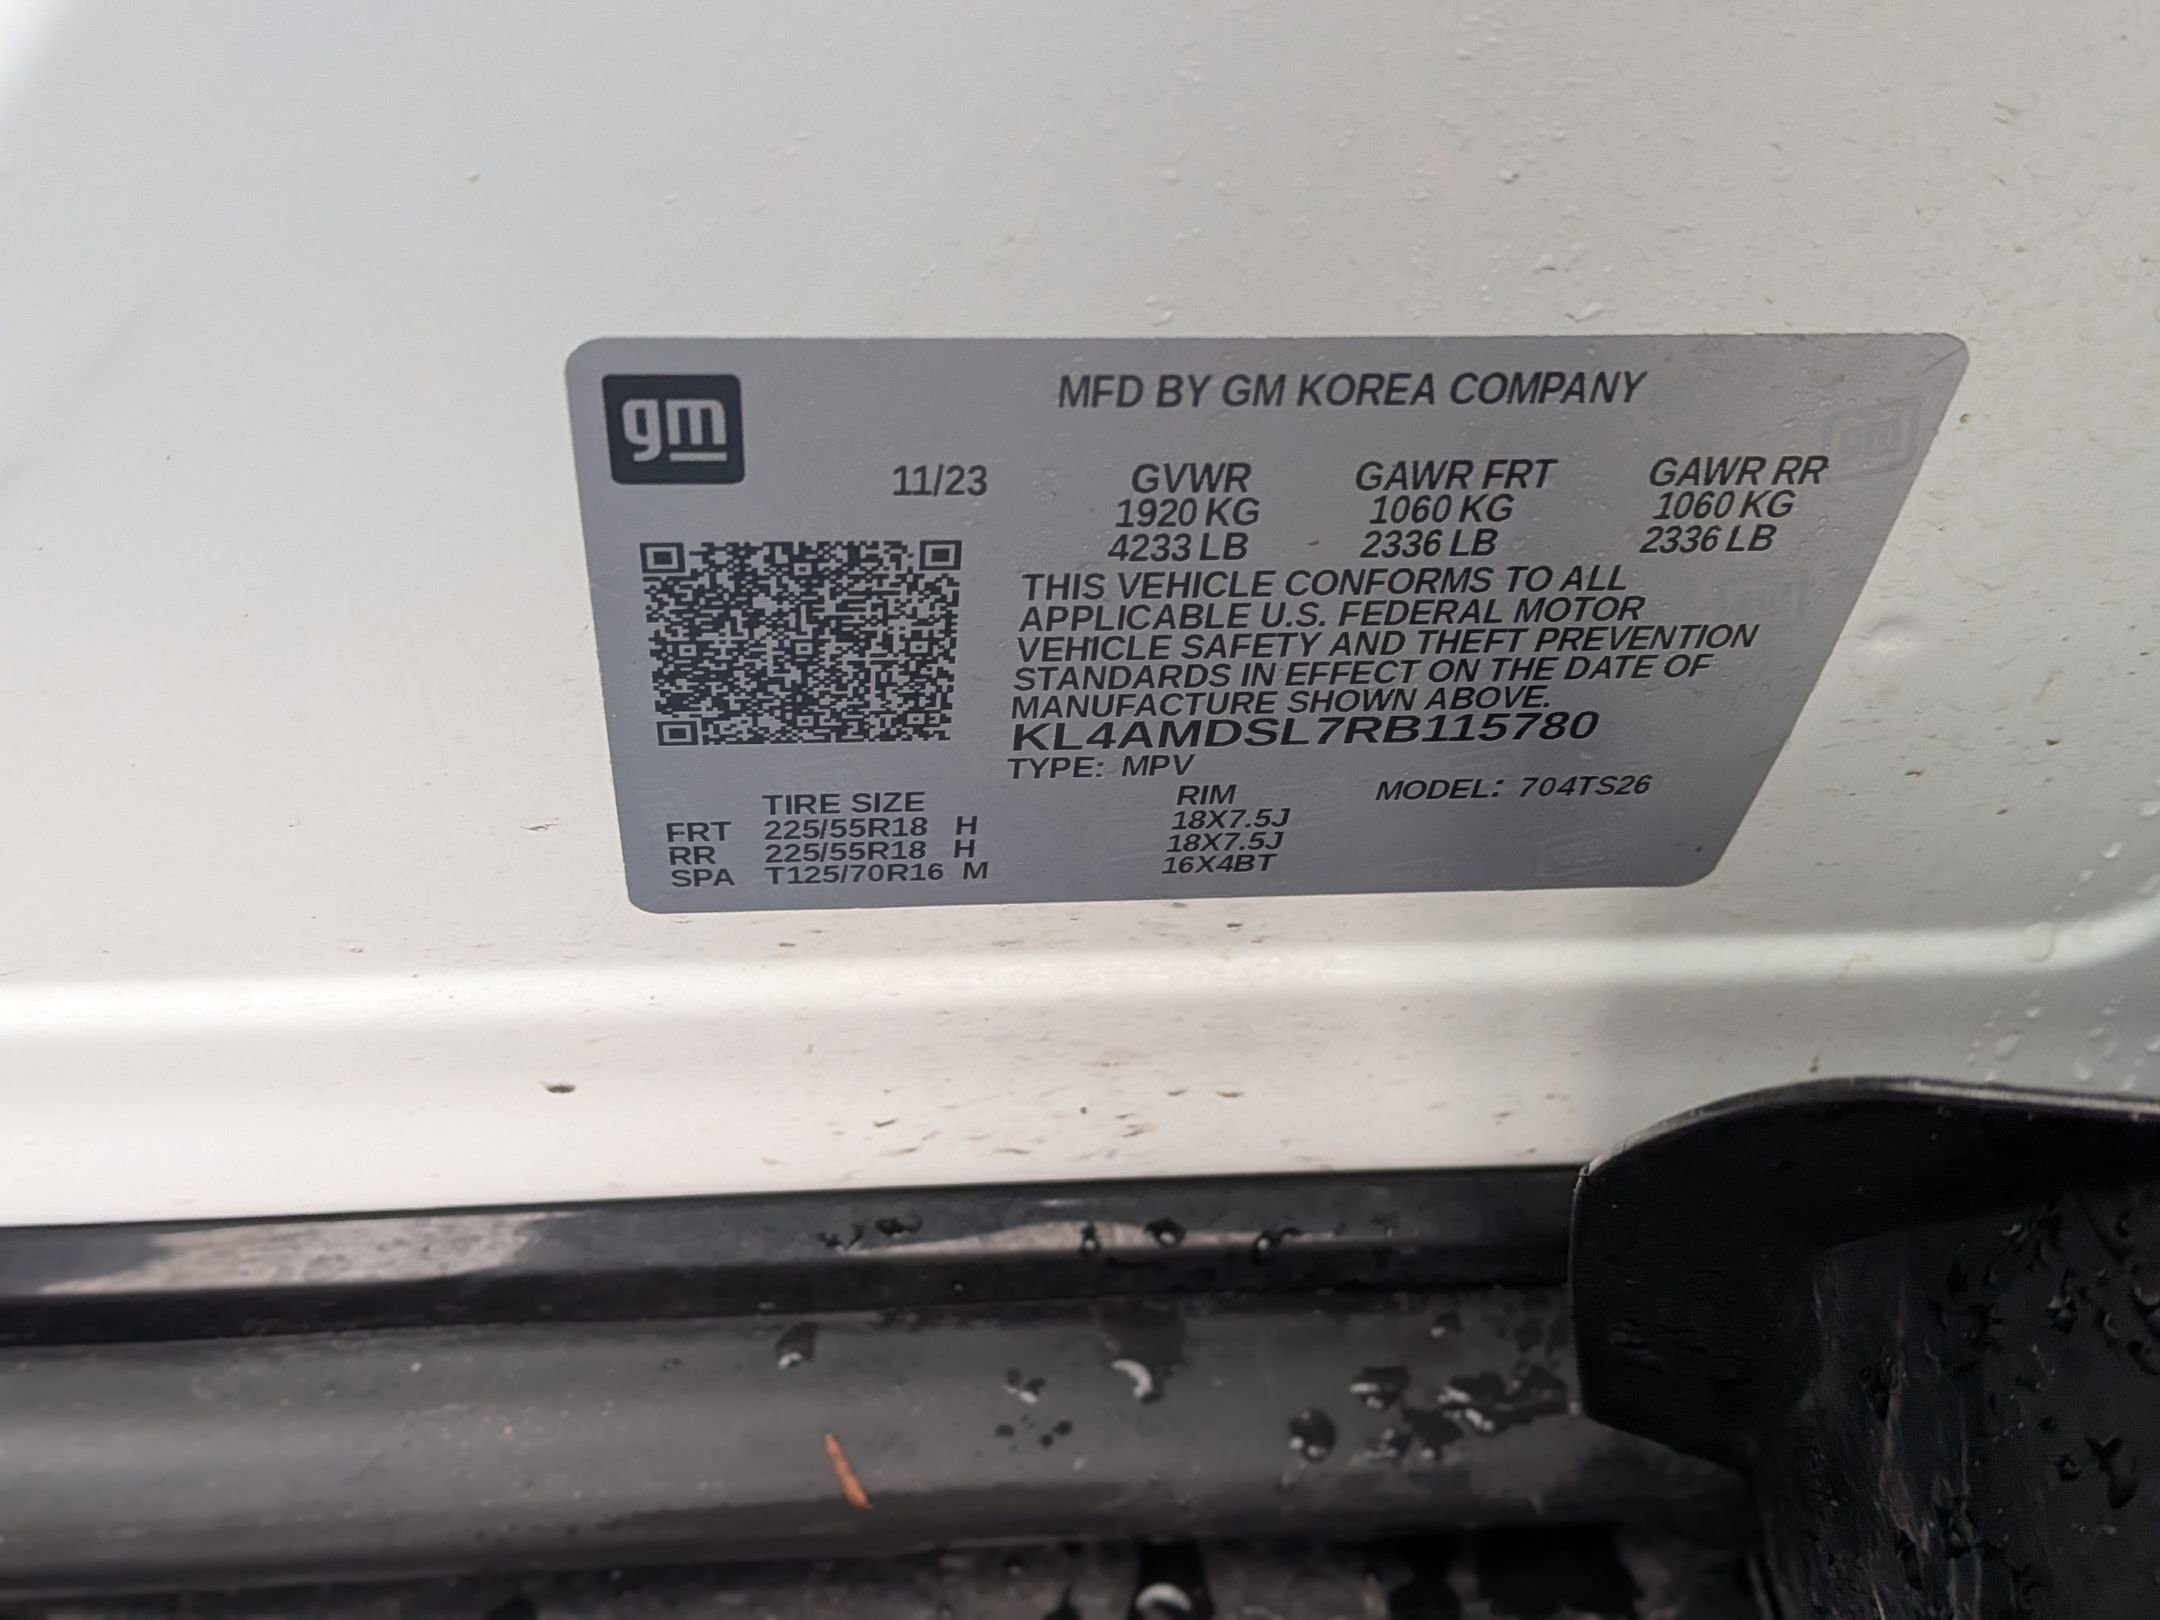 gm
MFD BY GM KOREA COMPANY
11/23
GVWR GAWR FRT GAWR RR
1920 KG 1060 KG 1060 KG
4233 LB 2336 LB 2336 LB
THIS VEHICLE CONFORMS TO ALL
APPLICABLE U.S. FEDERAL MOTOR
VEHICLE SAFETY AND THEFT PREVENTION
STANDARDS IN EFFECT ON THE DATE OF
MANUFACTURE SHOWN ABOVE.
KL4AMDSL7RB115780
TYPE: MPV
MODEL: 704TS26
TIRE SIZE RIM
FRT 225/55R18 H 18X7.5J
RR 225/55R18 H 18X7.5J
SPA T125/70R16 M 16X4BT